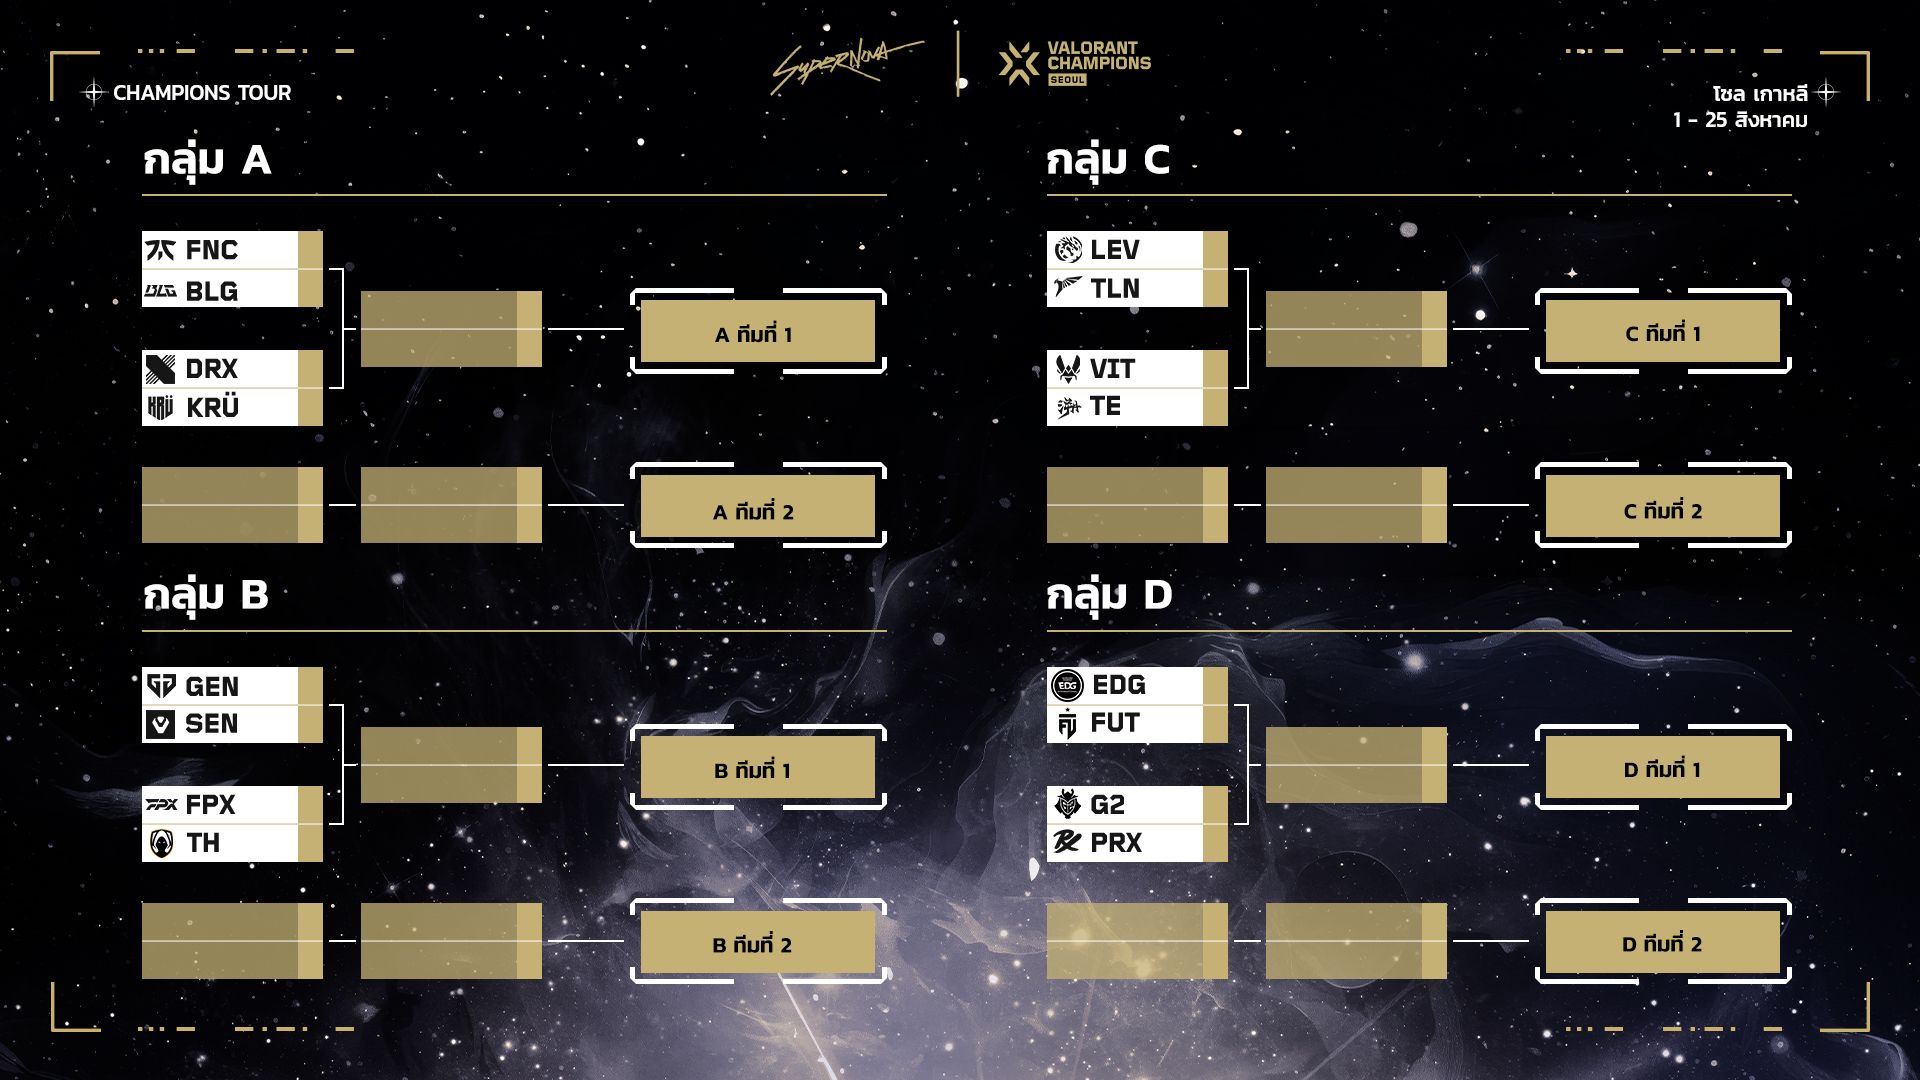 CHAMPIONS TOUR
SUPERNOVA
VALORANT
CHAMPIONS
SEOUL
โซล เกาหลี
1 - 25 สิงหาคม
กลุ่ม A
FNC
BLG
DRX
KRÜ
A ทีมที่ 1
A ทีมที่ 2
กลุ่ม C
LEV
TLN
VIT
TE
C ทีมที่ 1
C ทีมที่ 2
กลุ่ม B
GEN
SEN
FPX
TH
B ทีมที่ 1
B ทีมที่ 2
กลุ่ม D
EDG
EDG
FUT
G2
PRX
D ทีมที่ 1
D ทีมที่ 2